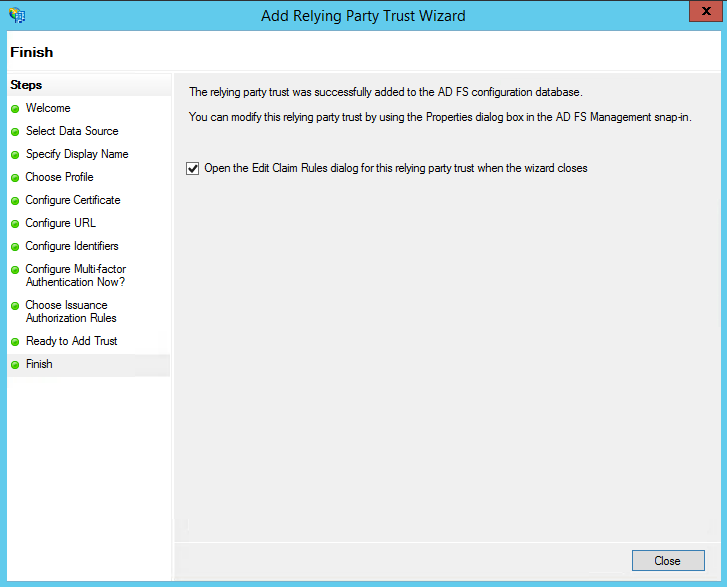 Add Relying Party Trust Wizard
X
Finish
Steps
Welcome
Select Data Source
Specify Display Name
Choose Profile
Configure Certificate
Configure URL
Configure Identifiers
Configure Multi-factor
Authentication Now?
Choose Issuance
Authorization Rules
Ready to Add Trust
Finish
The relying party trust was successfully added to the AD FS configuration database.
You can modify this relying party trust by using the Properties dialog box in the AD FS Management snap-in.
Open the Edit Claim Rules dialog for this relying party trust when the wizard closes
Close